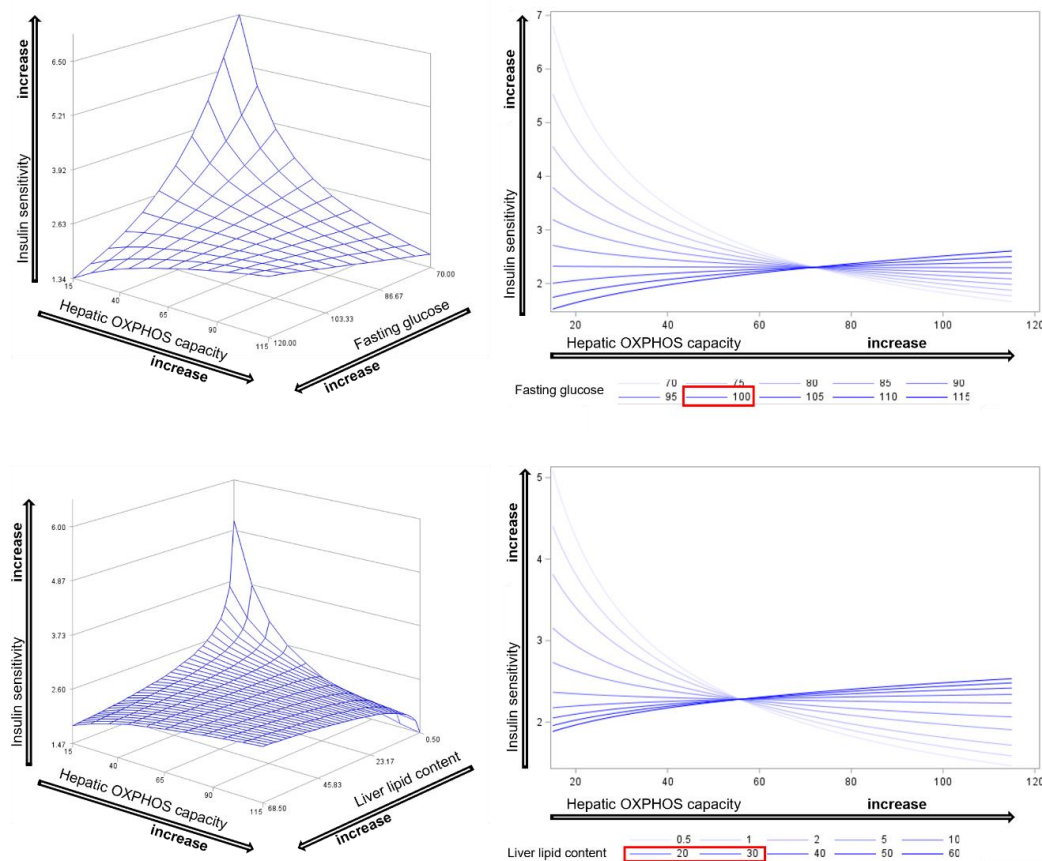 increase
Insulin sensitivity
6.50
5.21
3.92
2.63
1.34
15
40
65
90
115
Hepatic OXPHOS capacity
increase
120.00
103.33
86.67
70.00
Fasting glucose
increase
increase
Insulin sensitivity
7
6
5
4
3
2
20 40 60 80 100 120
Hepatic OXPHOS capacity increase
Fasting glucose
70 75 80 85 90
95 100 105 110 115
increase
Insulin sensitivity
6.00
4.87
3.73
2.60
1.47
15
40
65
90
115
Hepatic OXPHOS capacity
increase
68.50
45.83
23.17
0.50
Liver lipid content
increase
increase
Insulin sensitivity
5
4
3
2
20 40 60 80 100 120
Hepatic OXPHOS capacity increase
Liver lipid content
0.5 1 2 5 10
20 30 40 50 60